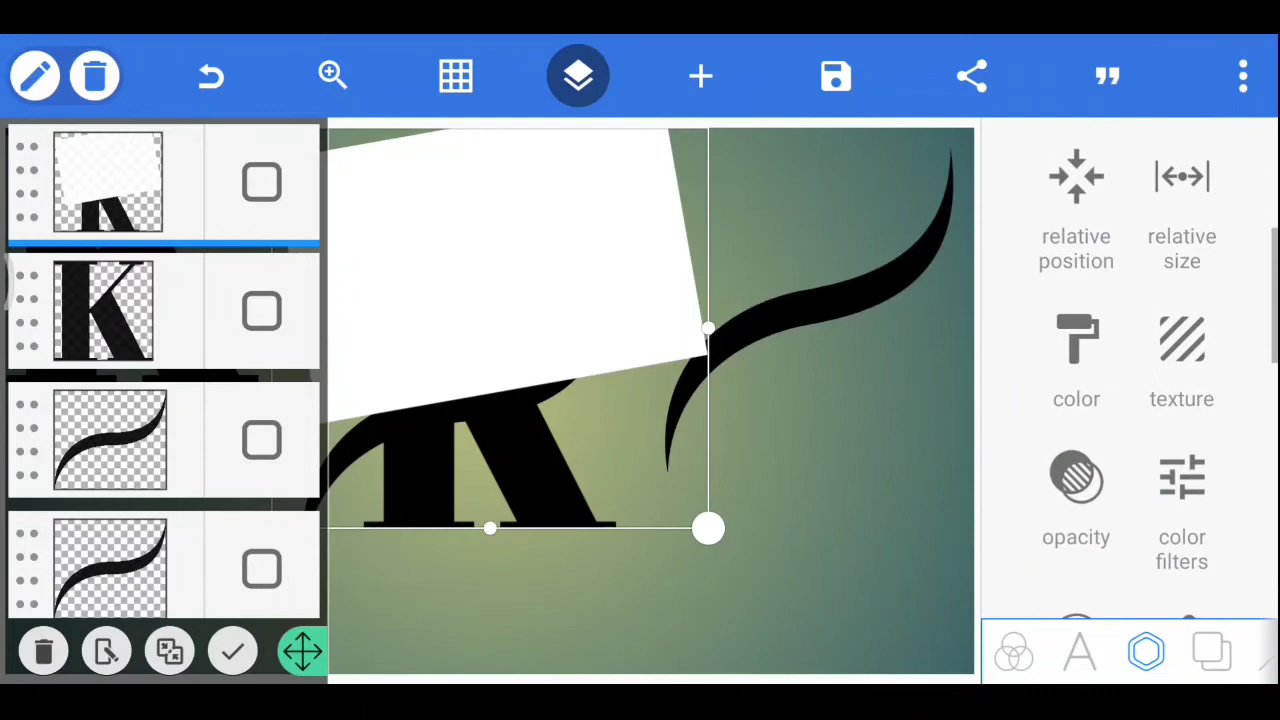 K
relative
position
relative
size
color
texture
opacity
color
filters